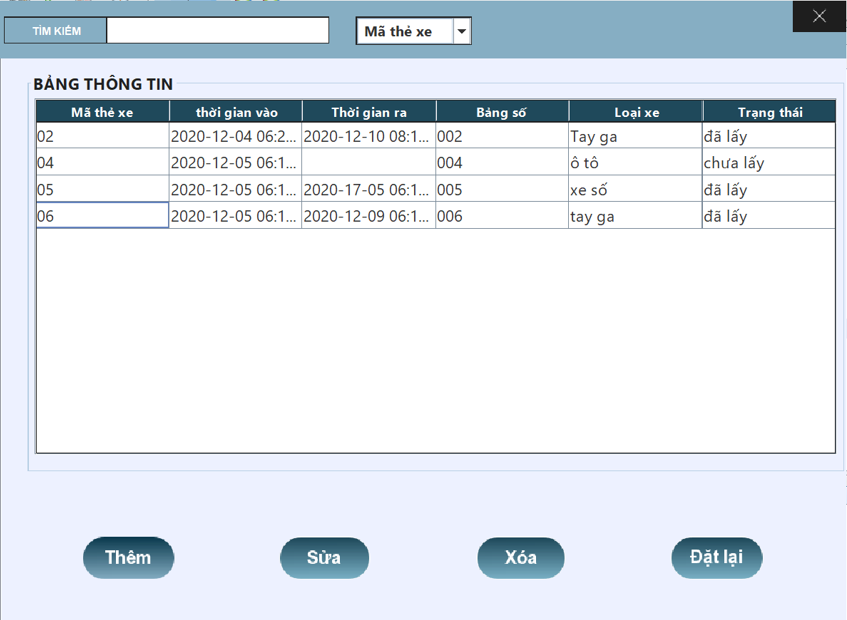 TÌM KIẾM Mã thẻ xe
BẢNG THÔNG TIN
Mã thẻ xe thời gian vào Thời gian ra Bảng số Loại xe Trạng thái
02 2020-12-04 06:2... 2020-12-10 08:1... 002 Tay ga đã lấy
04 2020-12-05 06:1... 004 ô tô chưa lấy
05 2020-12-05 06:1... 2020-17-05 06:1... 005 xe số đã lấy
06 2020-12-05 06:1... 2020-12-09 06:1... 006 tay ga đã lấy
Thêm Sửa Xóa Đặt lại